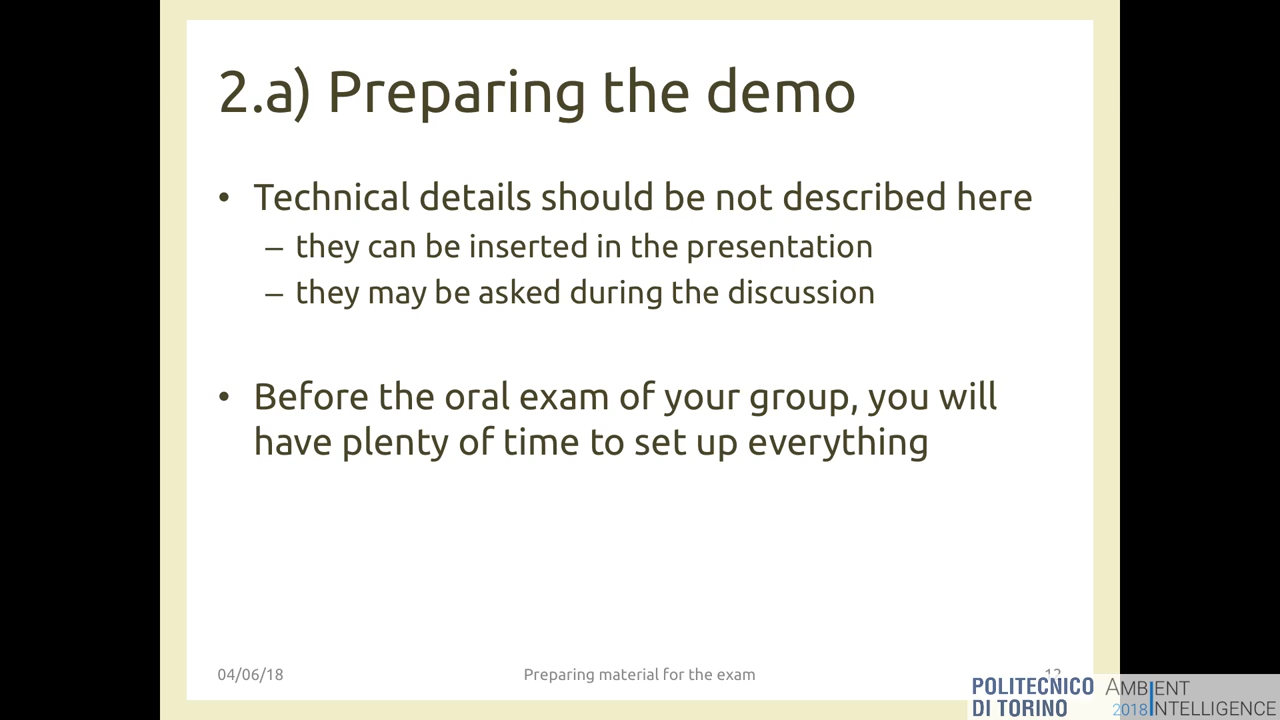 2.a) Preparing the demo
• Technical details should be not described here
– they can be inserted in the presentation
– they may be asked during the discussion
• Before the oral exam of your group, you will
have plenty of time to set up everything
04/06/18
Preparing material for the exam
12
POLITECNICO
DI TORINO
AMBIENT
2018 INTELLIGENCE